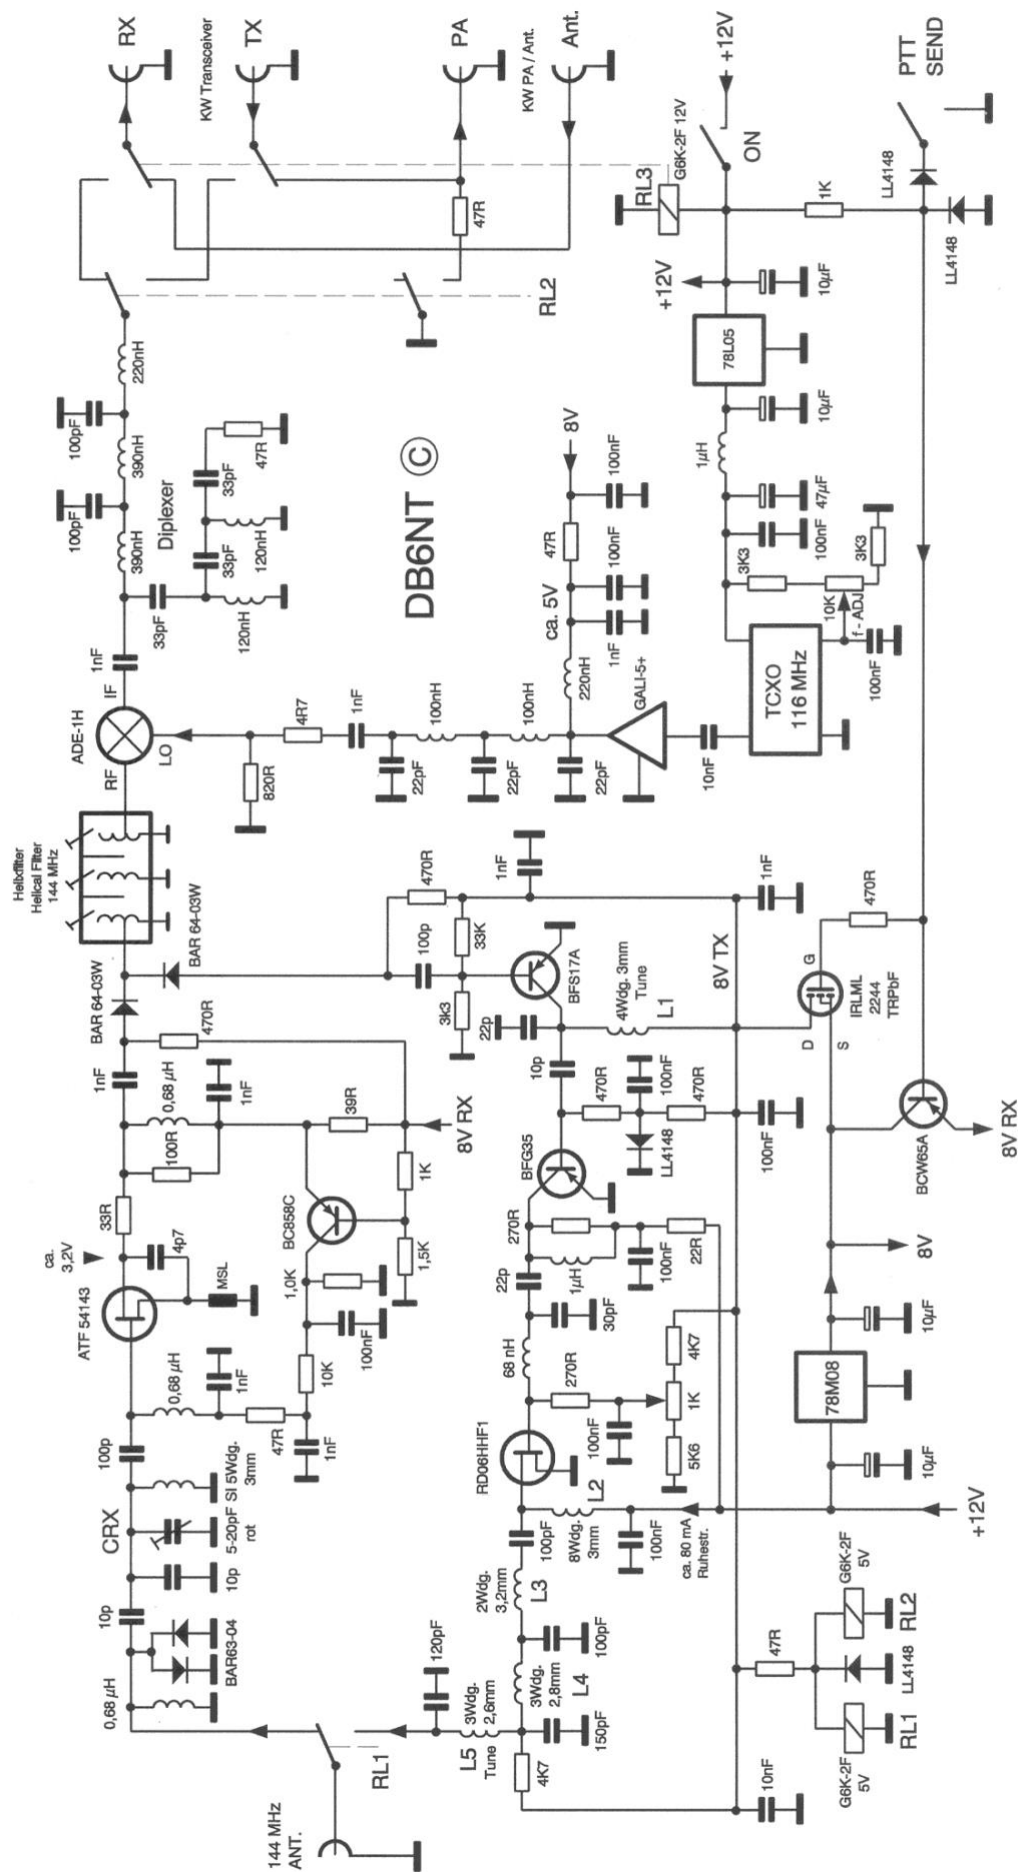 144 MHz
ANT.
RL1
0,68 µH
BAR63-04
10p
10p
CRX
5-20pF
rot
SI 5Wdg.
3mm
100p
0,68 µH
1nF
47R
1nF
10K
100nF
1,0K
BC858C
1,5K
1K
39R
8V RX
ATF 54143
ca.
3,2V
4p7
MSL
33R
100R
0,68 µH
1nF
1nF
470R
BAR 64-03W
BAR 64-03W
Helixfilter
Helical Filter
144 MHz
RF
ADE-1H
IF
LO
1nF
820R
4R7
1nF
22pF
100nH
22pF
100nH
22pF
GALI-5+
220nH
ca. 5V
1nF
100nF
47R
100nF
8V
10nF
TCXO
116 MHz
100nF
f - ADJ
10K
3K3
3K3
100nF
47µF
1µH
10µF
78L05
10µF
+12V
33pF
Diplexer
120nH
33pF
120nH
33pF
47R
390nH
100pF
390nH
100pF
220nH
DB6NT ©
RL2
47R
RX
KW Transceiver
TX
PA
KW PA / Ant.
Ant.
RL3
G6K-2F 12V
ON
+12V
1K
LL4148
LL4148
PTT
SEND
L5
Tune
3Wdg.
2,6mm
120pF
4K7
150pF
L4
3Wdg.
2,8mm
100pF
L3
2Wdg.
3,2mm
100pF
8Wdg.
3mm
L2
100nF
ca. 80 mA
Ruhestr.
RD06HHF1
270R
100nF
5K6
1K
4K7
68 nH
30pF
22p
1µH
270R
100nF
22R
BFG35
LL4148
470R
100nF
470R
10p
22p
3k3
100p
33K
BFS17A
4Wdg. 3mm
Tune
L1
470R
1nF
8V TX
1nF
100nF
D
G
S
IRLML
2244
TRPbF
470R
BCW65A
8V RX
8V
10µF
78M08
10µF
+12V
10nF
47R
G6K-2F
5V
RL1
LL4148
G6K-2F
5V
RL2